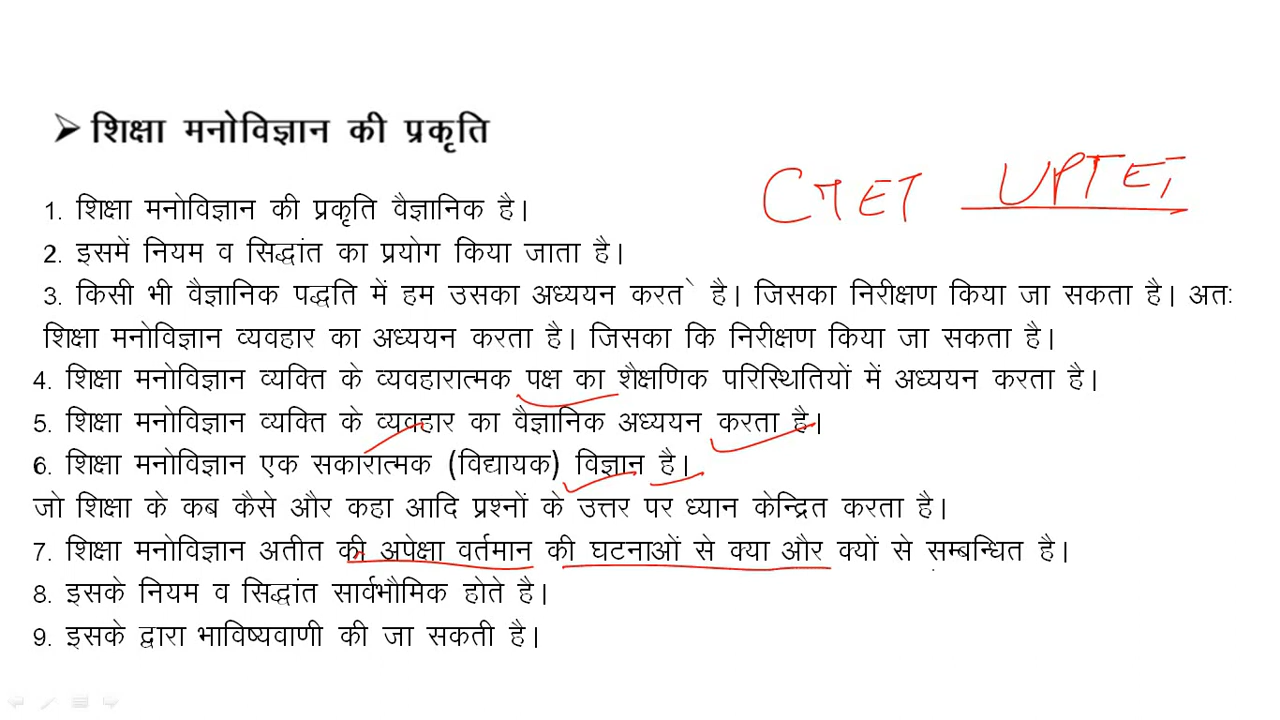 ➢ शिक्षा मनोविज्ञान की प्रकृति
CTET UPTET
1. शिक्षा मनोविज्ञान की प्रकृति वैज्ञानिक है।
2. इसमें नियम व सिद्धांत का प्रयोग किया जाता है।
3. किसी भी वैज्ञानिक पद्धति में हम उसका अध्ययन करते है। जिसका निरीक्षण किया जा सकता है। अतः
शिक्षा मनोविज्ञान व्यवहार का अध्ययन करता है। जिसका कि निरीक्षण किया जा सकता है।
4. शिक्षा मनोविज्ञान व्यक्ति के व्यवहारात्मक पक्ष का शैक्षणिक परिस्थितियों में अध्ययन करता है।
5. शिक्षा मनोविज्ञान व्यक्ति के व्यवहार का वैज्ञानिक अध्ययन करता है।
6. शिक्षा मनोविज्ञान एक सकारात्मक (विद्यायक) विज्ञान है।
जो शिक्षा के कब कैसे और कहा आदि प्रश्नों के उत्तर पर ध्यान केन्द्रित करता है।
7. शिक्षा मनोविज्ञान अतीत की अपेक्षा वर्तमान की घटनाओं से क्या और क्यों से सम्बन्धित है।
8. इसके नियम व सिद्धांत सार्वभौमिक होते है।
9. इसके द्वारा भाविष्यवाणी की जा सकती है।